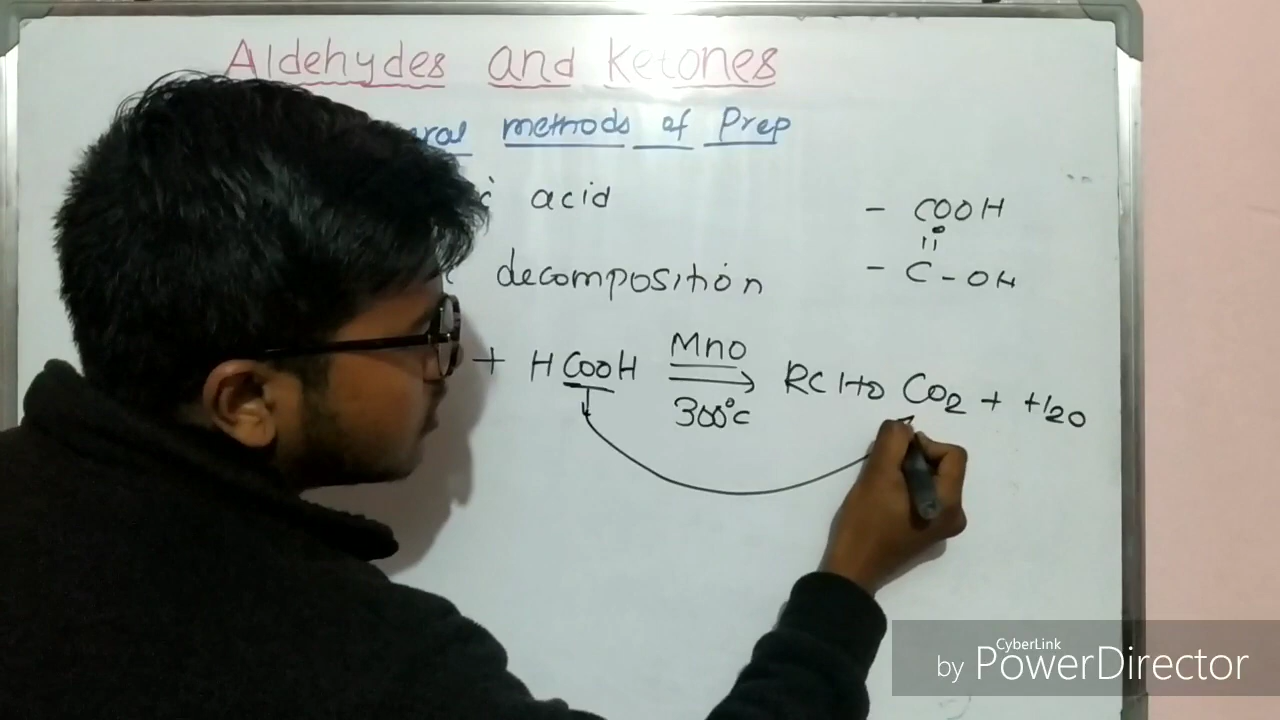 Aldehydes and Ketones
methods of Prep
acid
- COOH
decomposition
- C - OH
+ HCOOH MnO 300°C RCHO CO2 + H2O
CyberLink
by PowerDirector